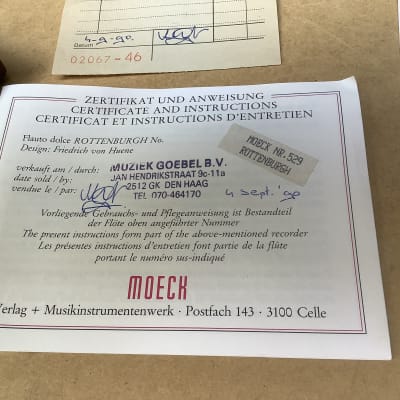 Datum 4-9-90.
02067-46
ZERTIFIKAT UND ANWEISUNG
CERTIFICATE AND INSTRUCTIONS
CERTIFICAT ET INSTRUCTIONS D'ENTRETIEN
Flauto dolce ROTTENBURGH No.
Design: Friedrich von Huene
MOECK NR.529
ROTTENBURGH
verkauft am / durch:
date sold / by:
vendue le / par:
MUZIEK GOEBEL B.V.
JAN HENDRIKSTRAAT 9c-11a
2512 GK DEN HAAG
TEL 070-464170
4 sept. '90
Vorliegende Gebrauchs- und Pflegeanweisung ist Bestandteil
der Flöte oben angeführter Nummer
The present instructions form part of the above-mentioned recorder
Les présentes instructions d'entretien font partie de la flûte
portant le numéro sus-indiqué
MOECK
Verlag + Musikinstrumentenwerk · Postfach 143 · 3100 Celle